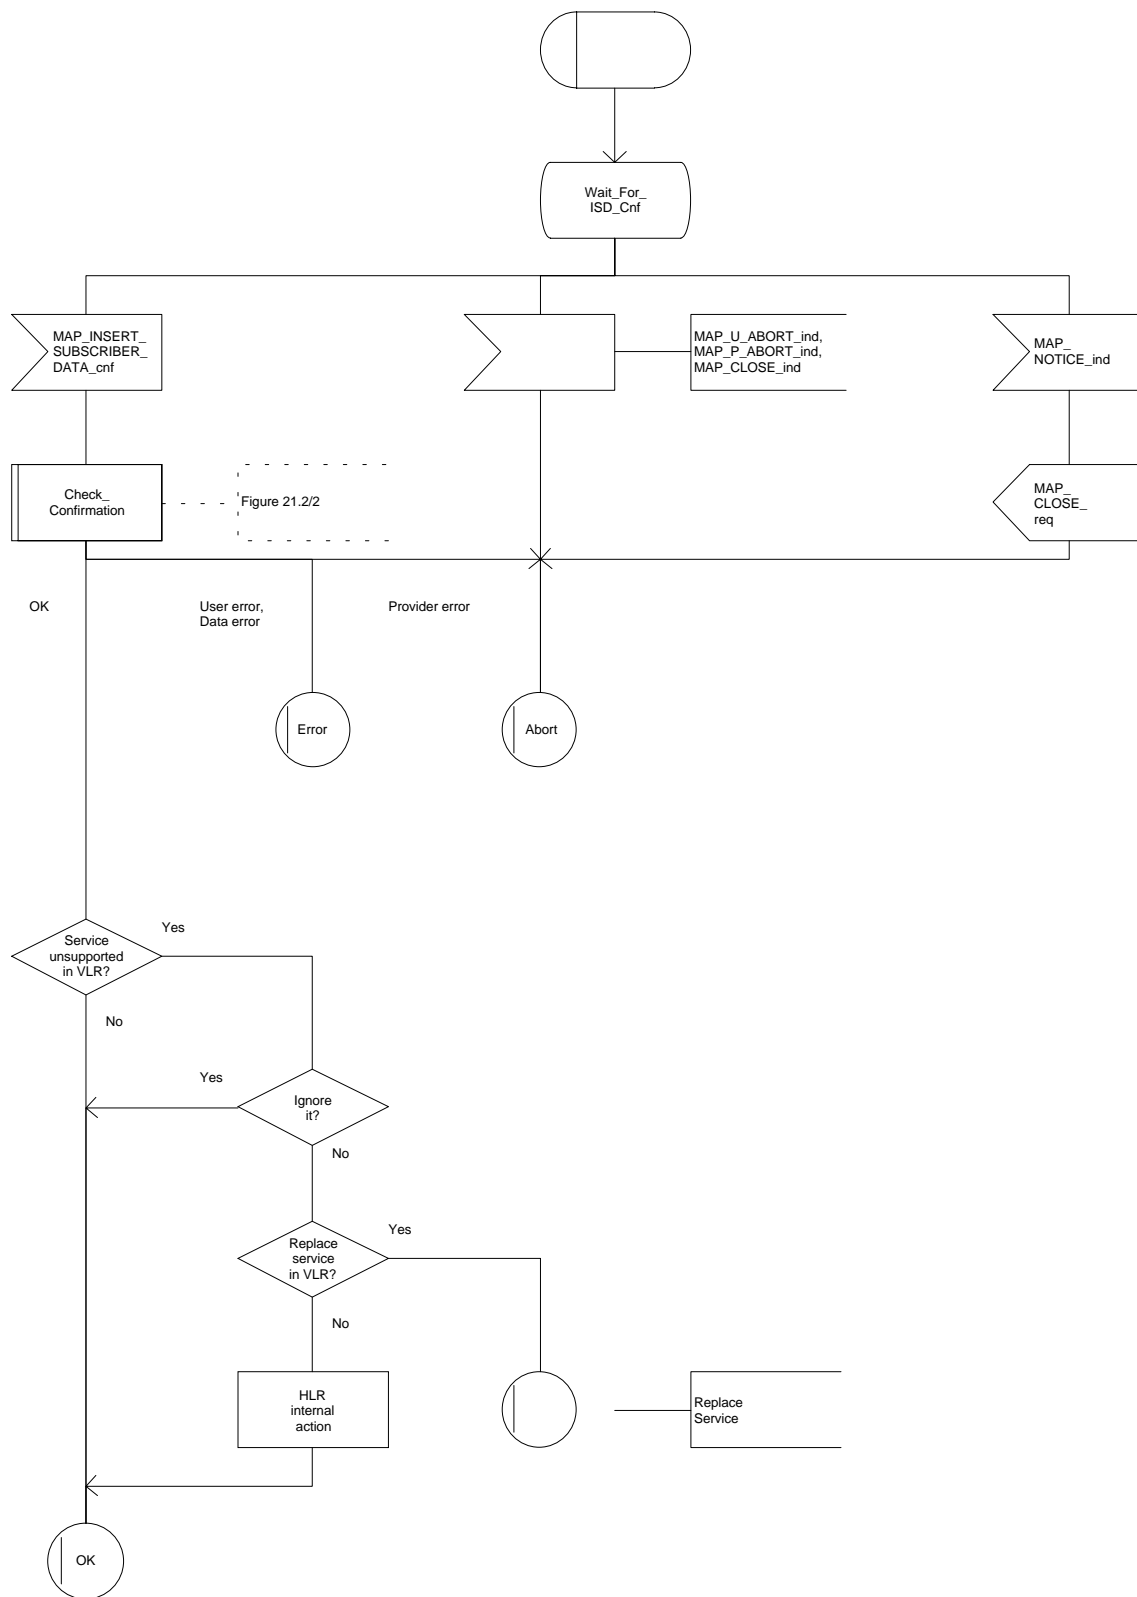 Wait_For_
ISD_Cnf
MAP_INSERT_
SUBSCRIBER_
DATA_cnf
MAP_U_ABORT_ind,
MAP_P_ABORT_ind,
MAP_CLOSE_ind
MAP_
NOTICE_ind
Check_
Confirmation
Figure 21.2/2
MAP_
CLOSE_
req
OK
User error,
Data error
Provider error
Error
Abort
Service
unsupported
in VLR?
Yes
No
Yes
Ignore
it?
No
Replace
service
in VLR?
Yes
No
HLR
internal
action
Replace
Service
OK